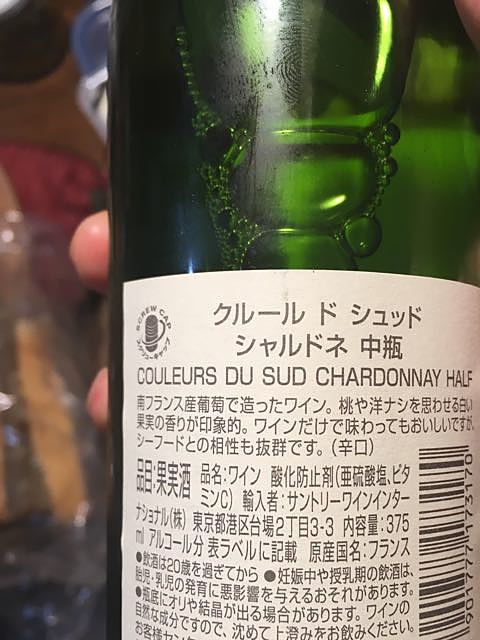 SCREW CAP
スクリューキャップ
クルール ド シュッド
シャルドネ 中瓶
COULEURS DU SUD CHARDONNAY HALF
南フランス産葡萄で造ったワイン。桃や洋ナシを思わせる白い
果実の香りが印象的。ワインだけで味わってもおいしいですが、
シーフードとの相性も抜群です。（辛口）
品目:果実酒 品名:ワイン 酸化防止剤(亜硫酸塩、ビタ
ミンC) 輸入者:サントリーワインインター
ナショナル(株) 東京都港区台場2丁目3-3 内容量:375
ml アルコール分 表ラベルに記載 原産国名:フランス
●飲酒は20歳を過ぎてから ●妊娠中や授乳期の飲酒は、
胎児・乳児の発育に悪影響を与えるおそれがあります。
●瓶底にオリや結晶が出る場合があります。ワインの
自然な成分ですので、沈めて上澄みをお飲みください。
4901777173170